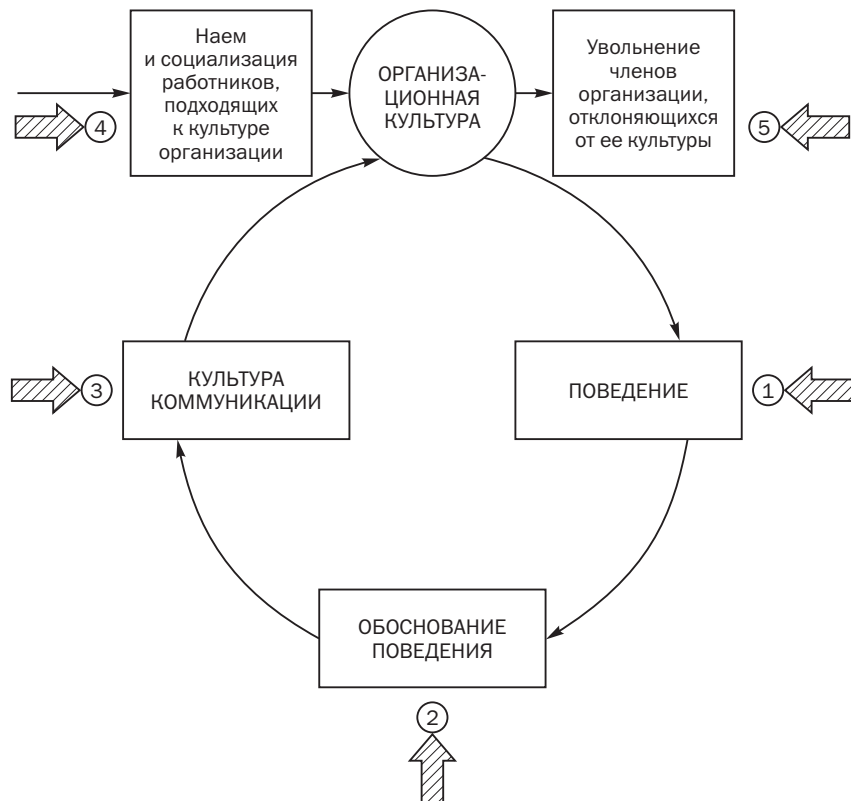 Наем
и социализация
работников,
подходящих
к культуре
организации
ОРГАНИЗА-
ЦИОННАЯ
КУЛЬТУРА
Увольнение
членов
организации,
отклоняющихся
от ее культуры
4
5
КУЛЬТУРА
КОММУНИКАЦИИ
3
ПОВЕДЕНИЕ
1
ОБОСНОВАНИЕ
ПОВЕДЕНИЯ
2